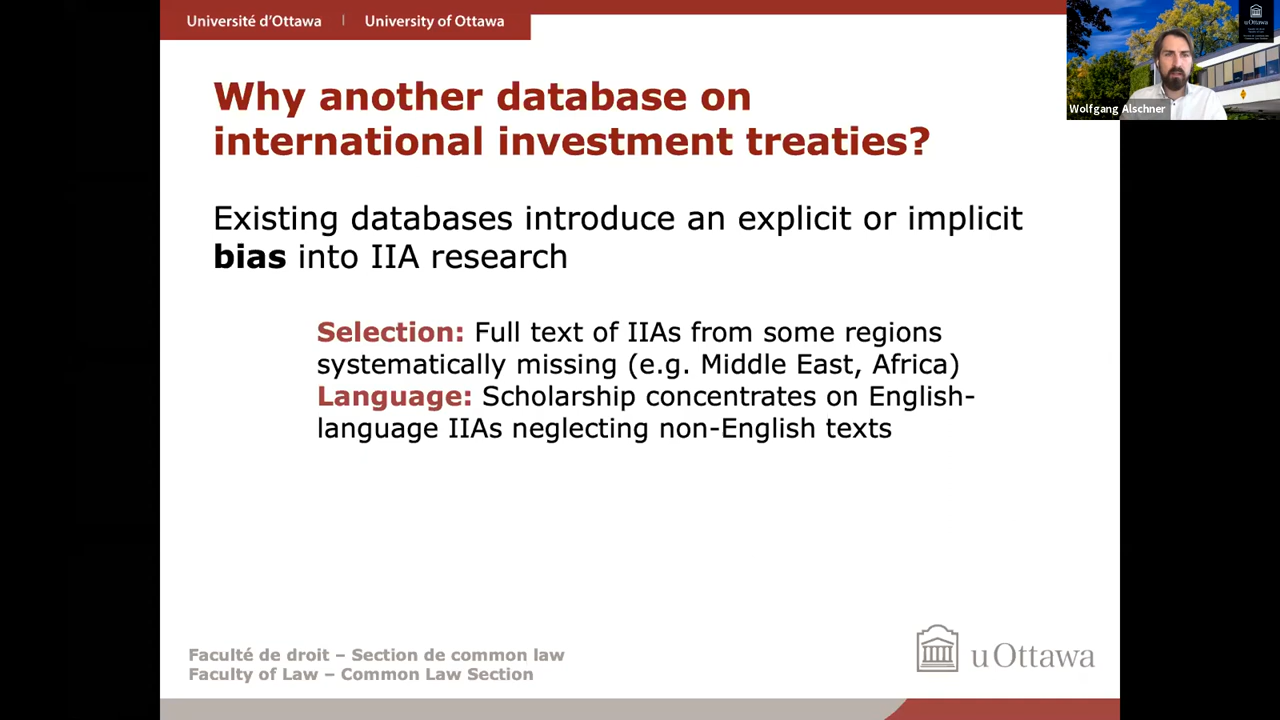 Université d'Ottawa | University of Ottawa
uOttawa
Wolfgang Alschner
Why another database on
international investment treaties?
Existing databases introduce an explicit or implicit
bias into IIA research
Selection: Full text of IIAs from some regions
systematically missing (e.g. Middle East, Africa)
Language: Scholarship concentrates on English-
language IIAs neglecting non-English texts
Faculté de droit – Section de common law
Faculty of Law – Common Law Section
uOttawa